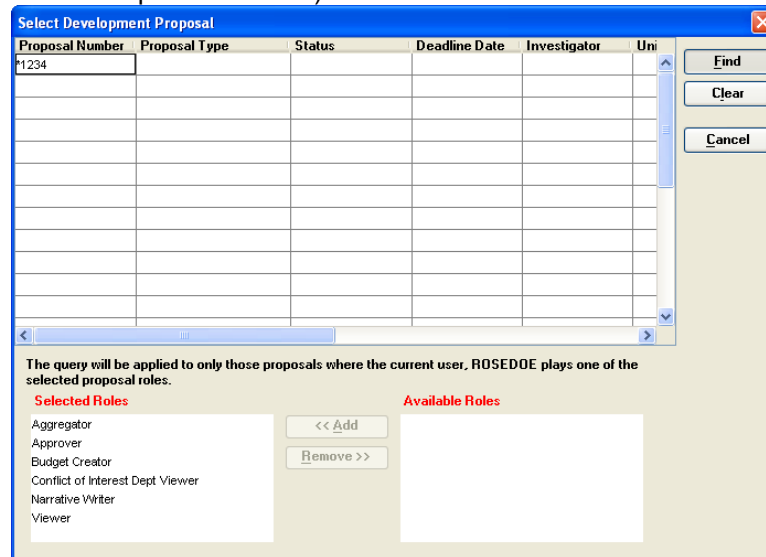 Select Development Proposal
Proposal Number Proposal Type Status Deadline Date Investigator Uni
*1234
Find
Clear
Cancel
The query will be applied to only those proposals where the current user, ROSEDOE plays one of the
selected proposal roles.
Selected Roles
Available Roles
Aggregator
Approver
Budget Creator
Conflict of Interest Dept Viewer
Narrative Writer
Viewer
<< Add
Remove >>